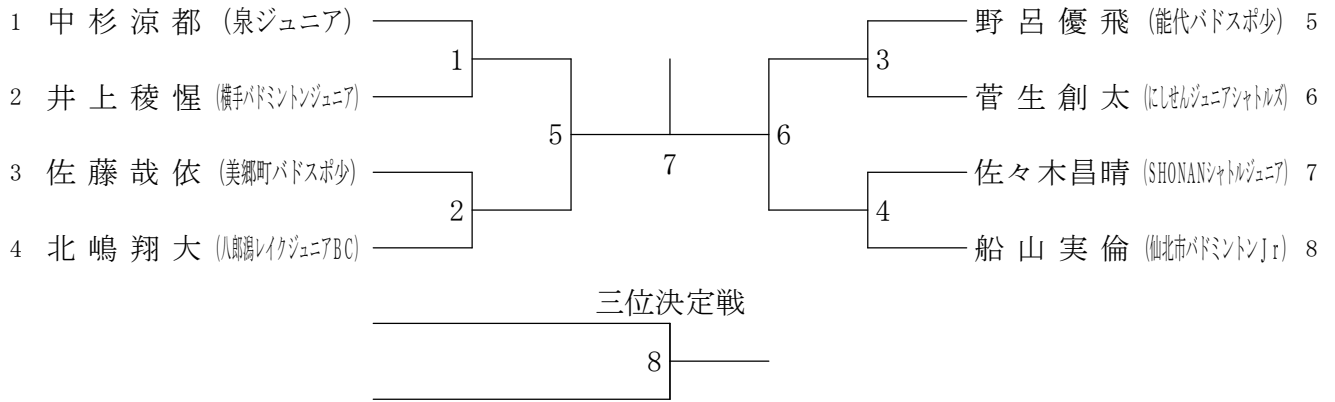 1 中杉涼都 (泉ジュニア)
1
2 井上稜惺 (横手バドミントンジュニア)
5
3 佐藤哉依 (美郷町バドスポ少)
2
4 北嶋翔大 (八郎潟レイクジュニアBC)
7
野呂優飛 (能代バドスポ少) 5
3
菅生創太 (にしせんジュニアシャトルズ) 6
6
佐々木昌晴 (SHONANシャトルジュニア) 7
4
船山実倫 (仙北市バドミントンJr) 8
三位決定戦
8